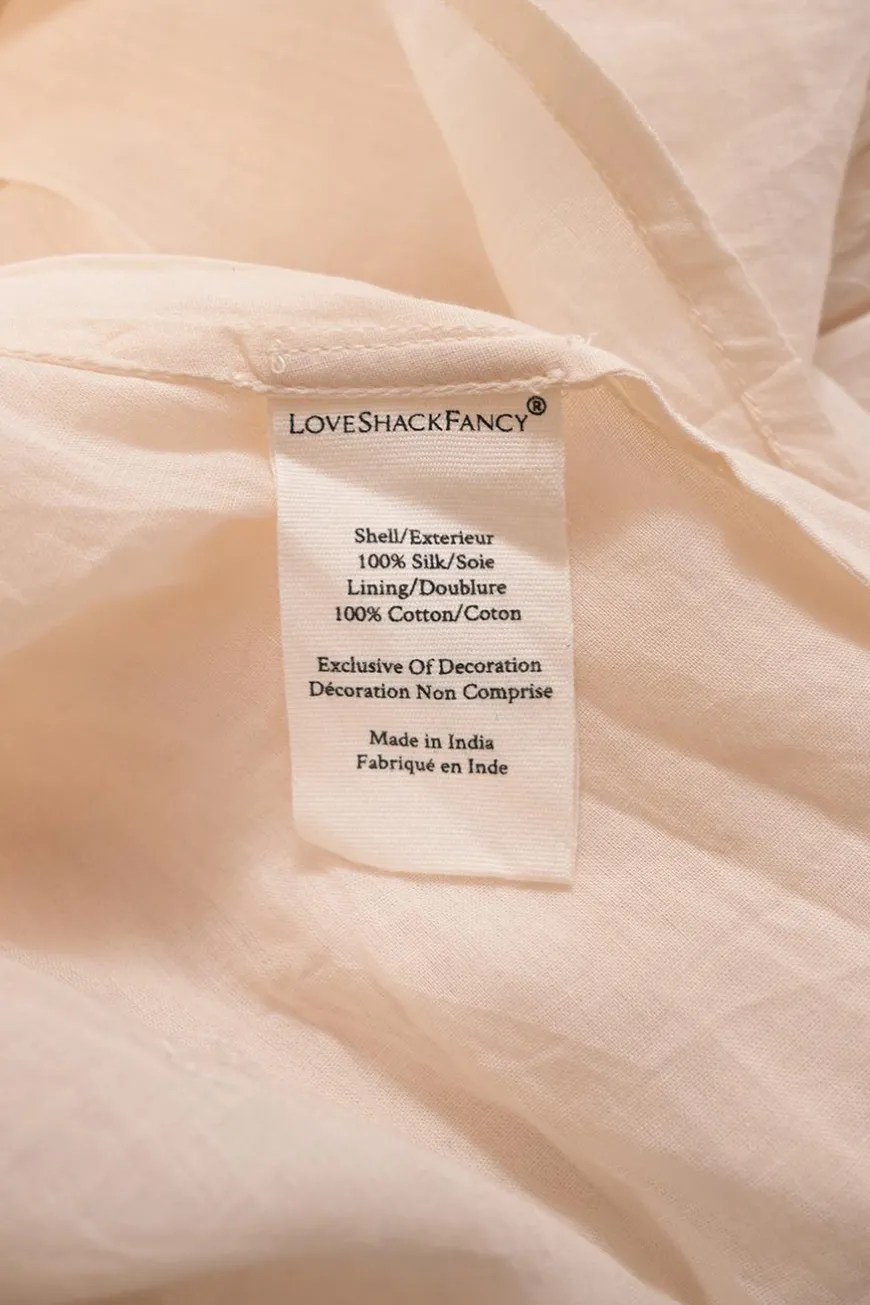 LOVESHACKFANCY®
Shell/Exterieur
100% Silk/Soie
Lining/Doublure
100% Cotton/Coton
Exclusive Of Decoration
Décoration Non Comprise
Made in India
Fabriqué en Inde